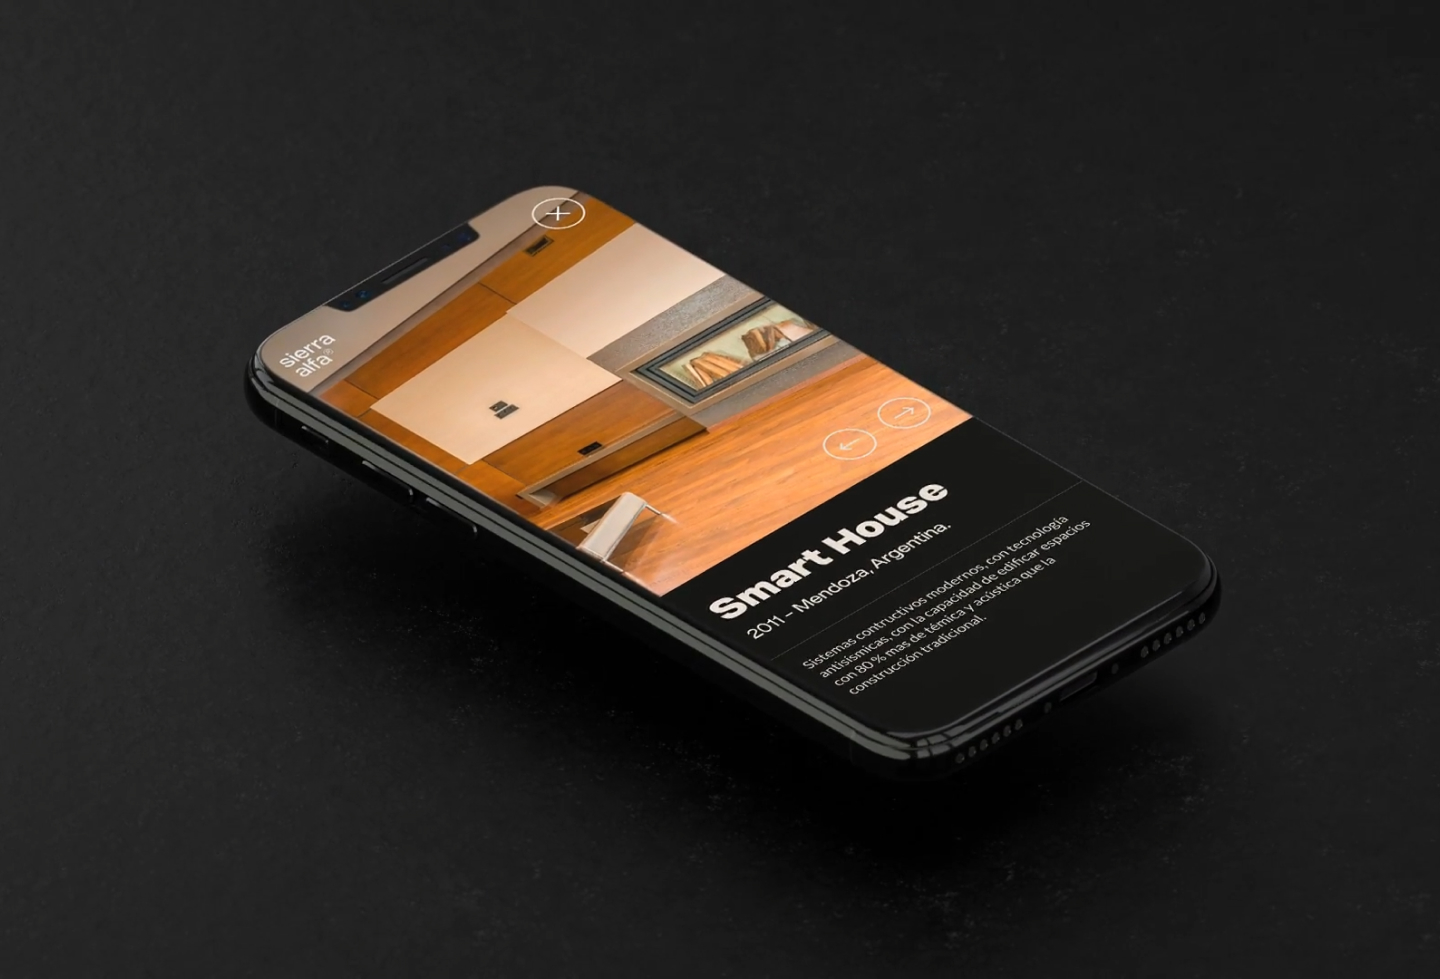 sierra
alfa®
Smart House
2011 - Mendoza, Argentina.
Sistemas contructivos modernos, con tecnología
antisísmicas, con la capacidad de edificar espacios
con 80 % mas de témica y acústica que la
construcción tradicional.